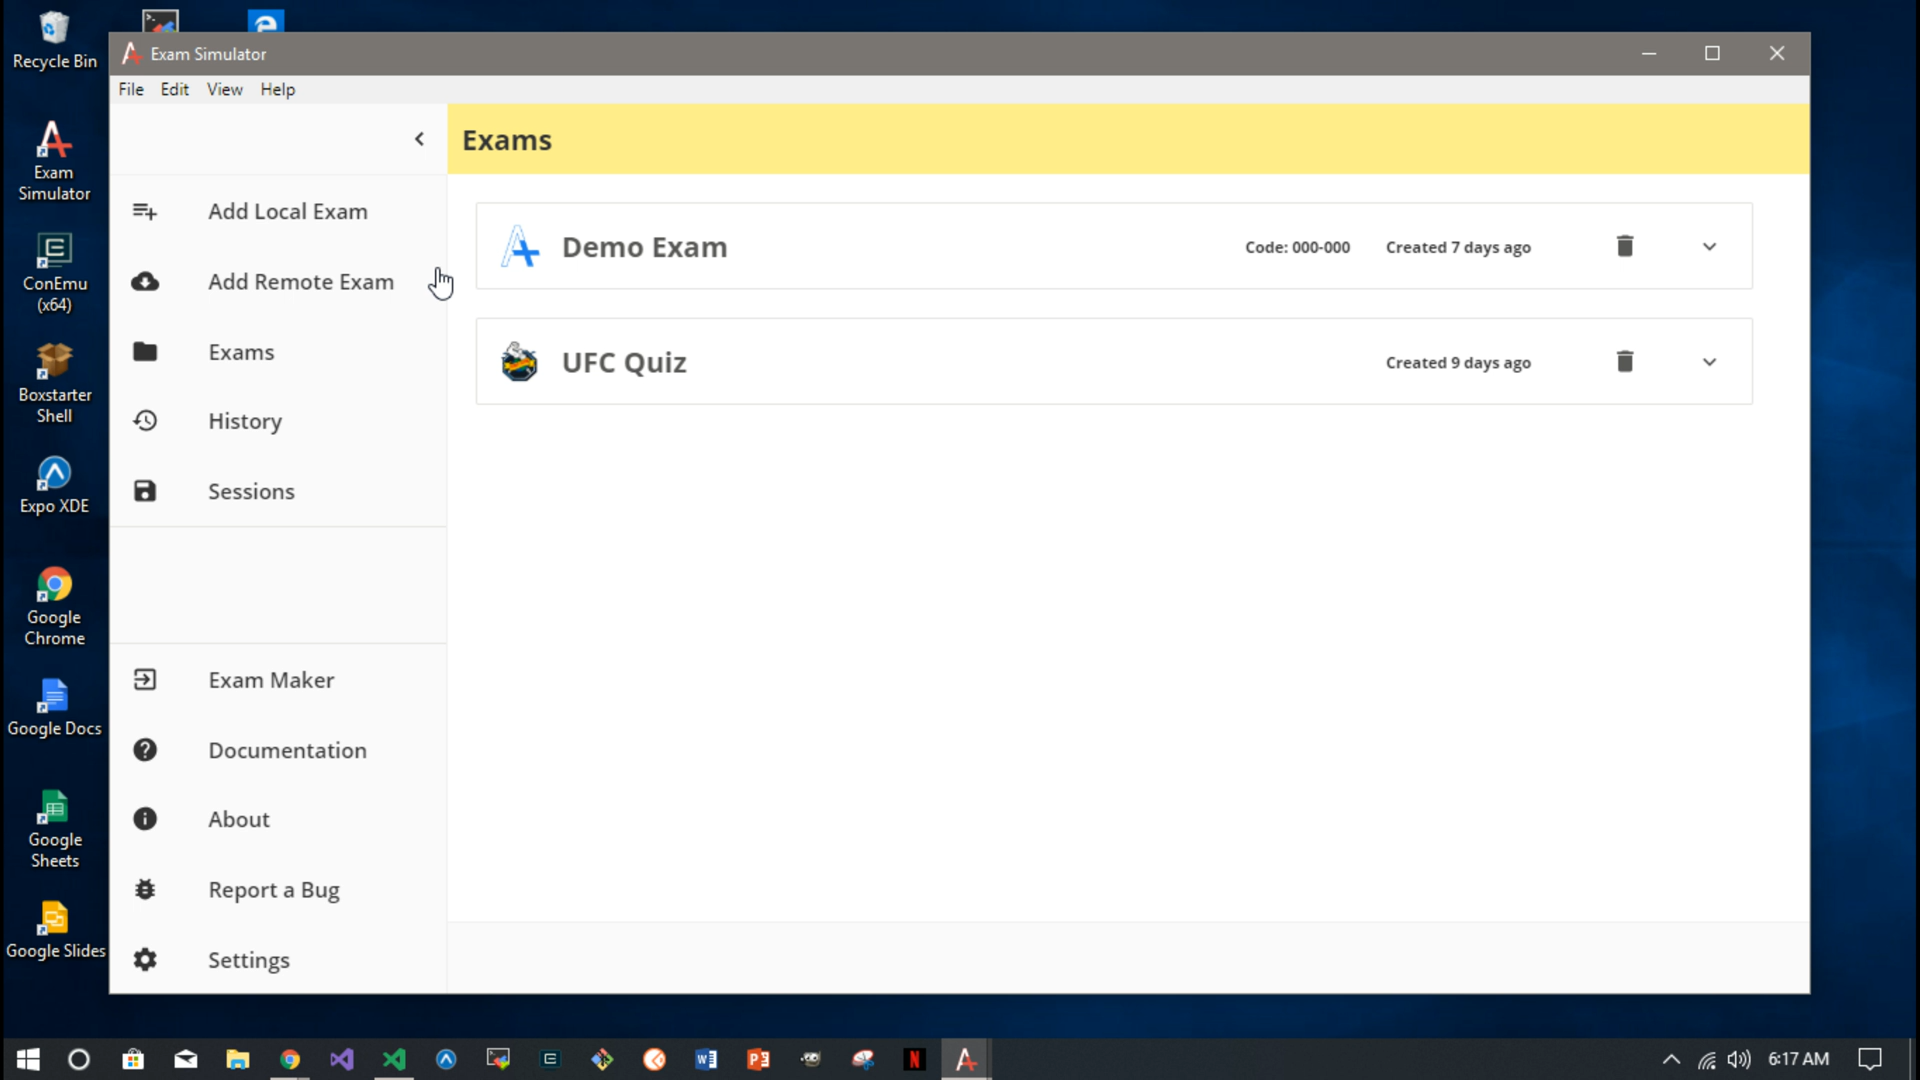 Recycle Bin
Exam
Simulator
ConEmu
(x64)
Boxstarter
Shell
Expo XDE
Google
Chrome
Google Docs
Google
Sheets
Google Slides
Exam Simulator
File Edit View Help
Add Local Exam
Add Remote Exam
Exams
History
Sessions
Exam Maker
Documentation
About
Report a Bug
Settings
Exams
Demo Exam Code: 000-000 Created 7 days ago
UFC Quiz Created 9 days ago
6:17 AM